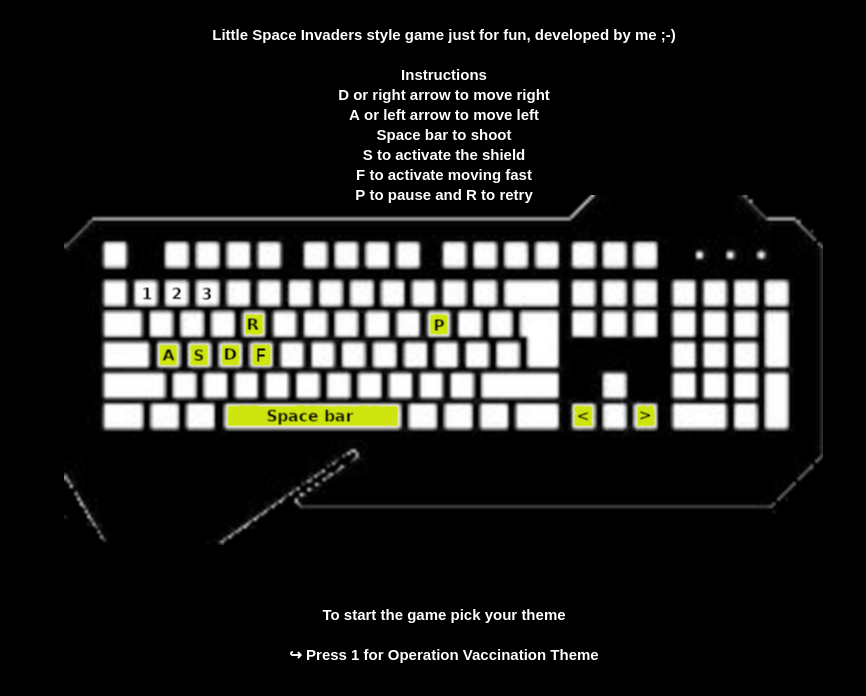 Little Space Invaders style game just for fun, developed by me ;-)
Instructions
D or right arrow to move right
A or left arrow to move left
Space bar to shoot
S to activate the shield
F to activate moving fast
P to pause and R to retry
1 2 3
R P
A S D F
Space bar < >
To start the game pick your theme
↪ Press 1 for Operation Vaccination Theme